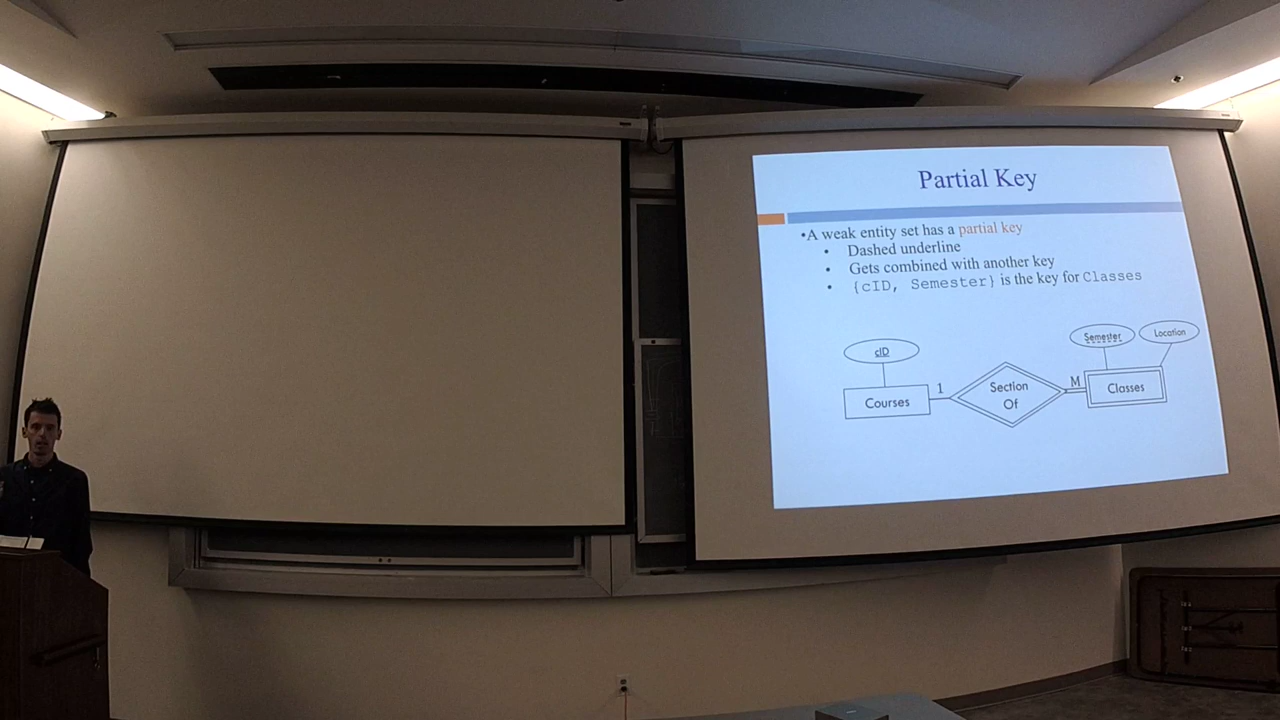 Partial Key
•A weak entity set has a partial key
• Dashed underline
• Gets combined with another key
• {cID, Semester} is the key for Classes
Semester
Location
cID
Courses
1
Section
Of
M
Classes